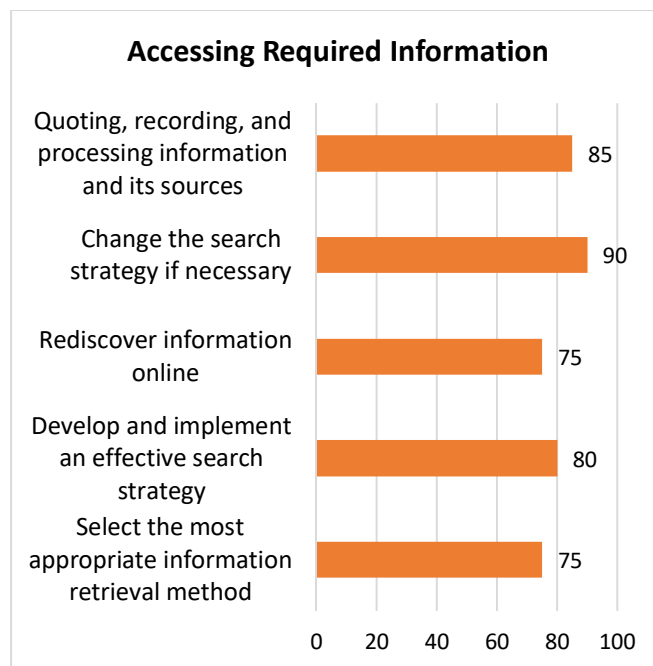 Accessing Required Information
Quoting, recording, and
processing information
and its sources
85
Change the search
strategy if necessary
90
Rediscover information
online
75
Develop and implement
an effective search
strategy
80
Select the most
appropriate information
retrieval method
75
0 20 40 60 80 100